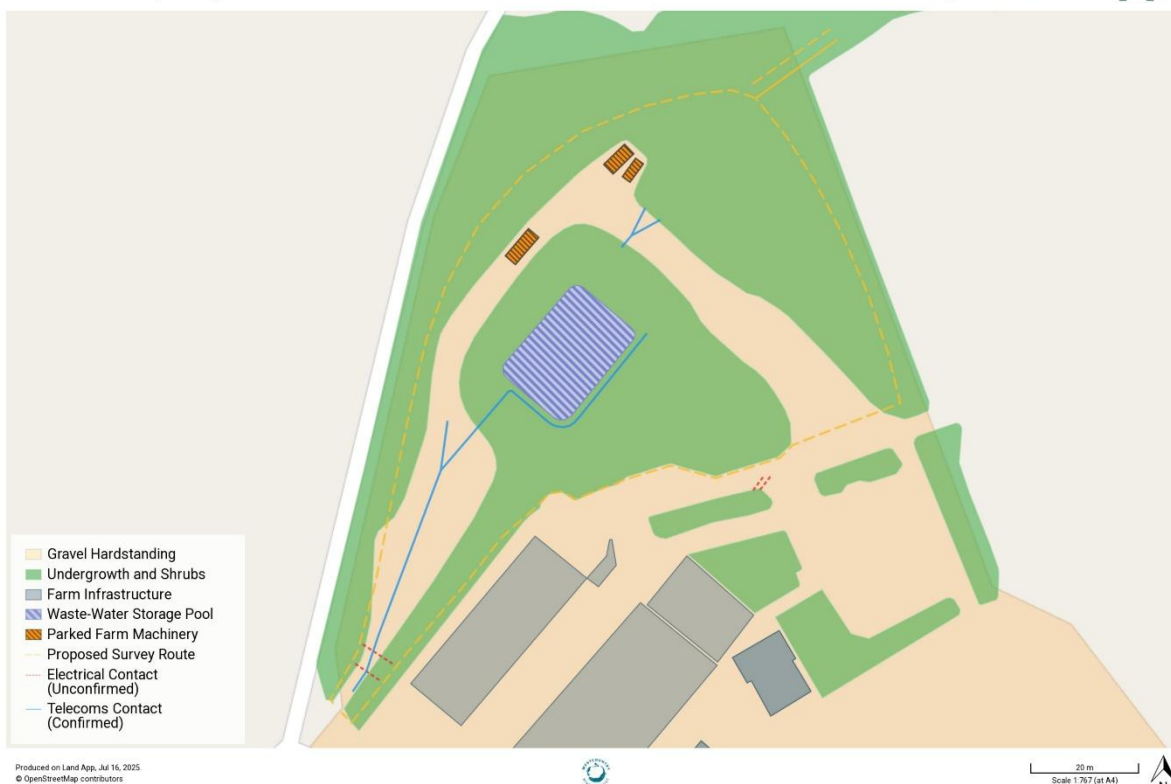 Gravel Hardstanding
Undergrowth and Shrubs
Farm Infrastructure
Waste-Water Storage Pool
Parked Farm Machinery
Proposed Survey Route
Electrical Contact
(Unconfirmed)
Telecoms Contact
(Confirmed)
Produced on Land App, Jul 16, 2025
© OpenStreetMap contributors
20 m
Scale 1:767 (at A4)